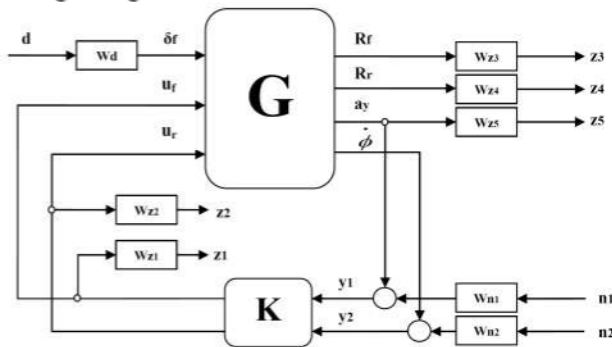 d Wd δf Rf Wz3 z3
uf G Rr Wz4 z4
ay Wz5 z5
ur φ̇
Wz2 z2
Wz1 z1
y1 Wn1 n1
K y2 Wn2 n2